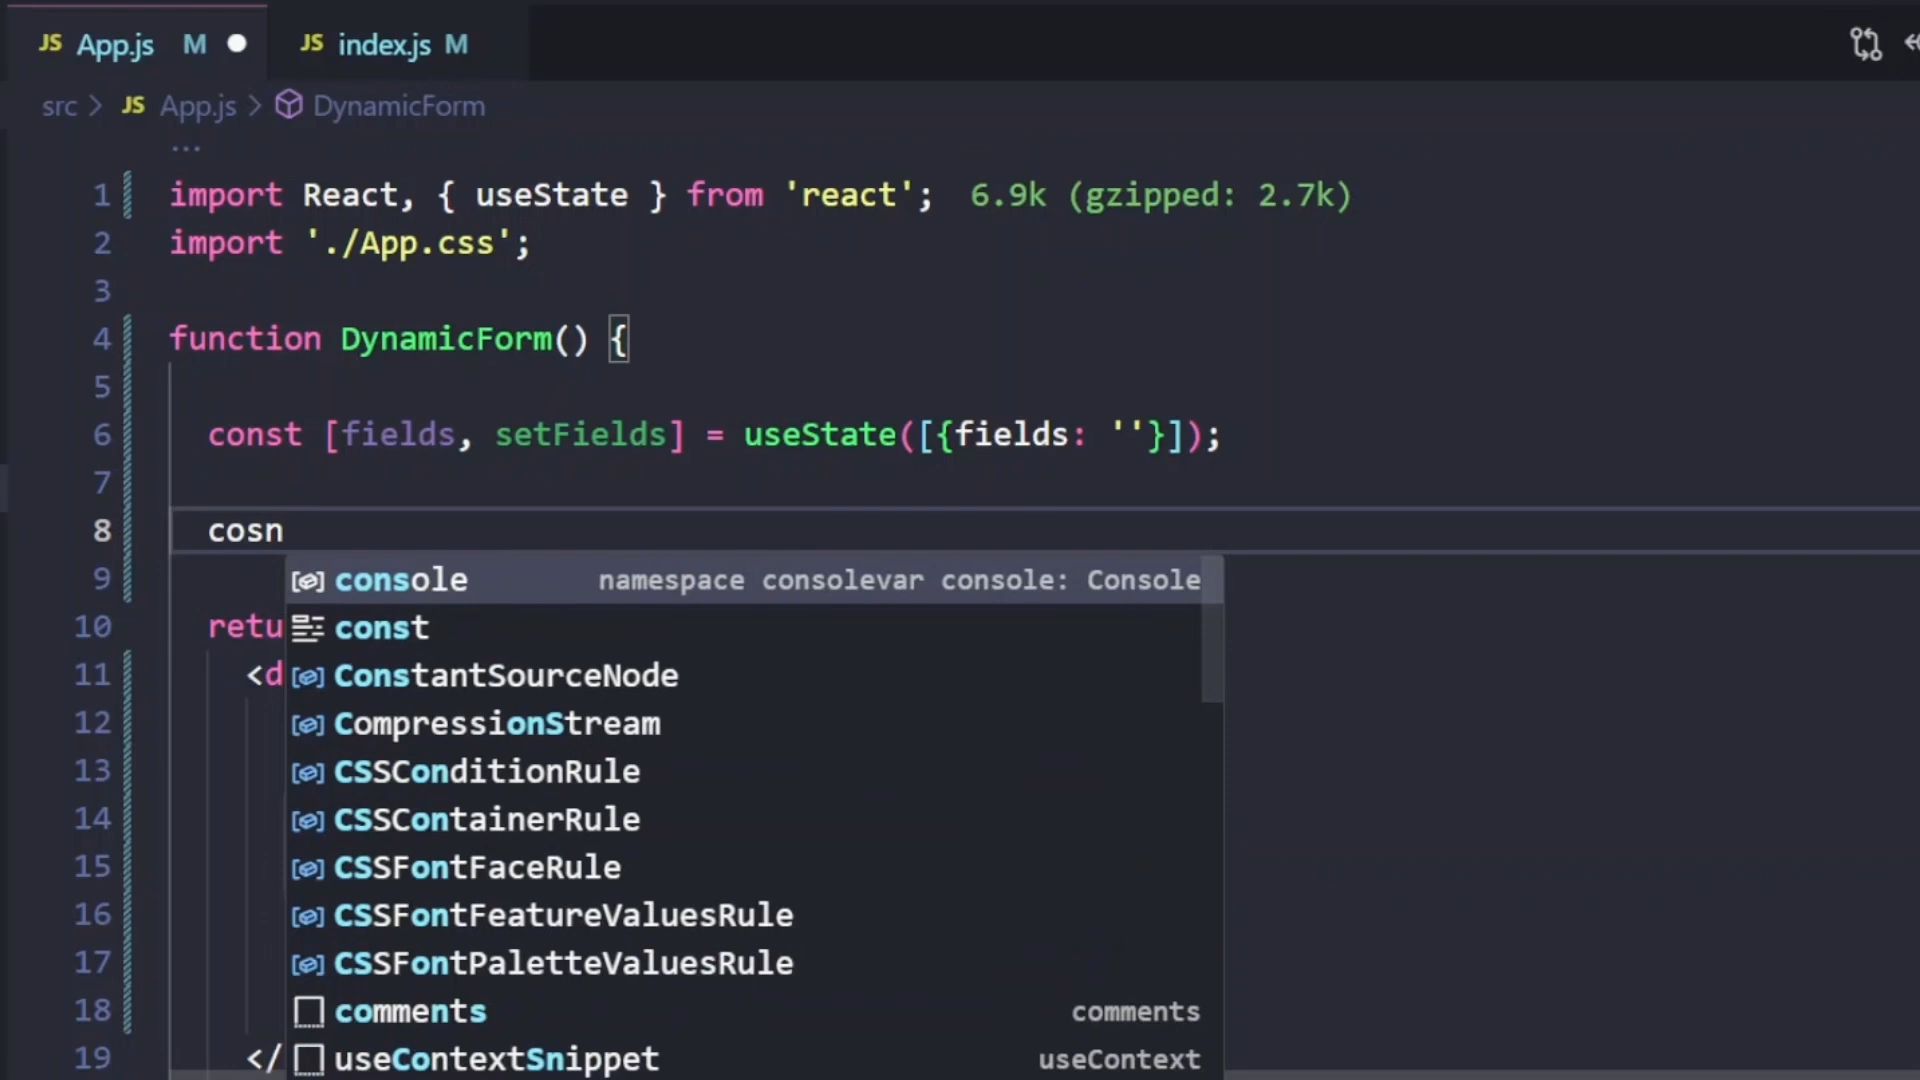 JS App.js M JS index.js M
src > JS App.js > DynamicForm
...
1 import React, { useState } from 'react'; 6.9k (gzipped: 2.7k)
2 import './App.css';
3
4 function DynamicForm() {
5
6 const [fields, setFields] = useState([{fields: ''}]);
7
8 cosn
9 console namespace consolevar console: Console
10 retu const
11 <d ConstantSourceNode
12 CompressionStream
13 CSSConditionRule
14 CSSContainerRule
15 CSSFontFaceRule
16 CSSFontFeatureValuesRule
17 CSSFontPaletteValuesRule
18 comments comments
19 </ useContextSnippet useContext